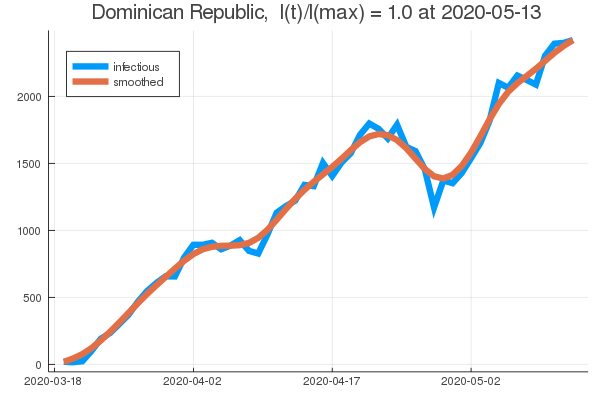 Dominican Republic, I(t)/I(max) = 1.0 at 2020-05-13
infectious
smoothed
2000
1500
1000
500
0
2020-03-18 2020-04-02 2020-04-17 2020-05-02